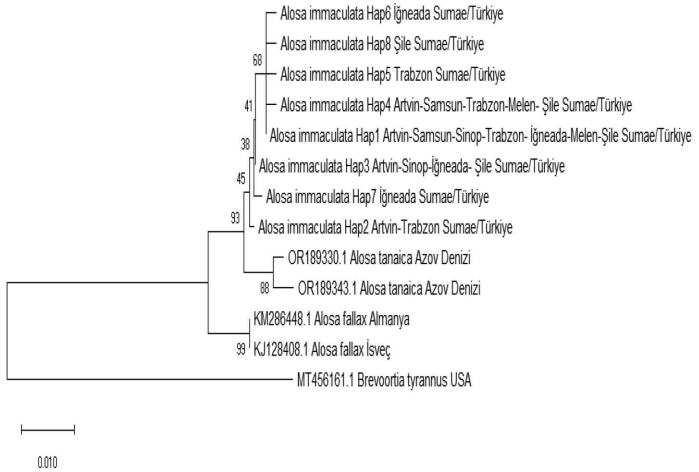 Alosa immaculata Hap6 İğneada Sumae/Türkiye
Alosa immaculata Hap8 Şile Sumae/Türkiye
68
Alosa immaculata Hap5 Trabzon Sumae/Türkiye
41
Alosa immaculata Hap4 Artvin-Samsun-Trabzon-Melen- Şile Sumae/Türkiye
Alosa immaculata Hap1 Artvin-Samsun-Sinop-Trabzon- İğneada-Melen-Şile Sumae/Türkiye
38
Alosa immaculata Hap3 Artvin-Sinop-İğneada- Şile Sumae/Türkiye
45
Alosa immaculata Hap7 İğneada Sumae/Türkiye
93
Alosa immaculata Hap2 Artvin-Trabzon Sumae/Türkiye
OR189330.1 Alosa tanaica Azov Denizi
88
OR189343.1 Alosa tanaica Azov Denizi
KM286448.1 Alosa fallax Almanya
99
KJ128408.1 Alosa fallax İsveç
MT456161.1 Brevoortia tyrannus USA
0.010